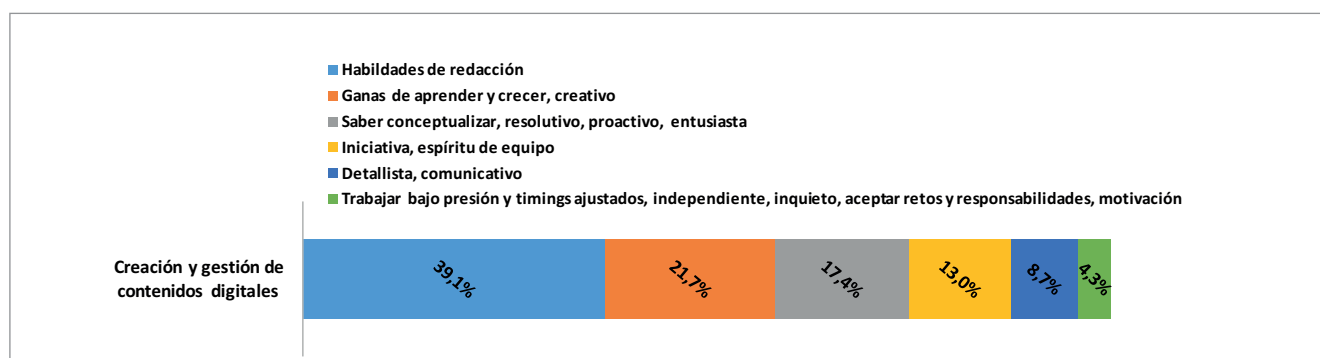 Habildades de redacción
Ganas de aprender y crecer, creativo
Saber conceptualizar, resolutivo, proactivo, entusiasta
Iniciativa, espíritu de equipo
Detallista, comunicativo
Trabajar bajo presión y timings ajustados, independiente, inquieto, aceptar retos y responsabilidades, motivación
Creación y gestión de
contenidos digitales
39,1%
21,7%
17,4%
13,0%
8,7%
4,3%